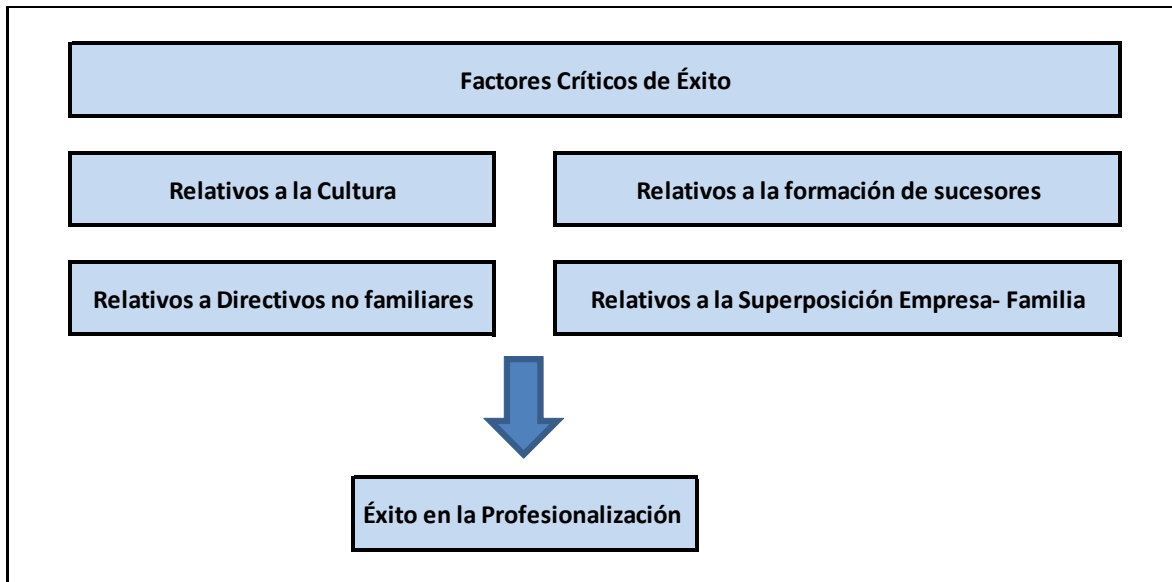 Factores Críticos de Éxito
Relativos a la Cultura
Relativos a la formación de sucesores
Relativos a Directivos no familiares
Relativos a la Superposición Empresa- Familia
Éxito en la Profesionalización